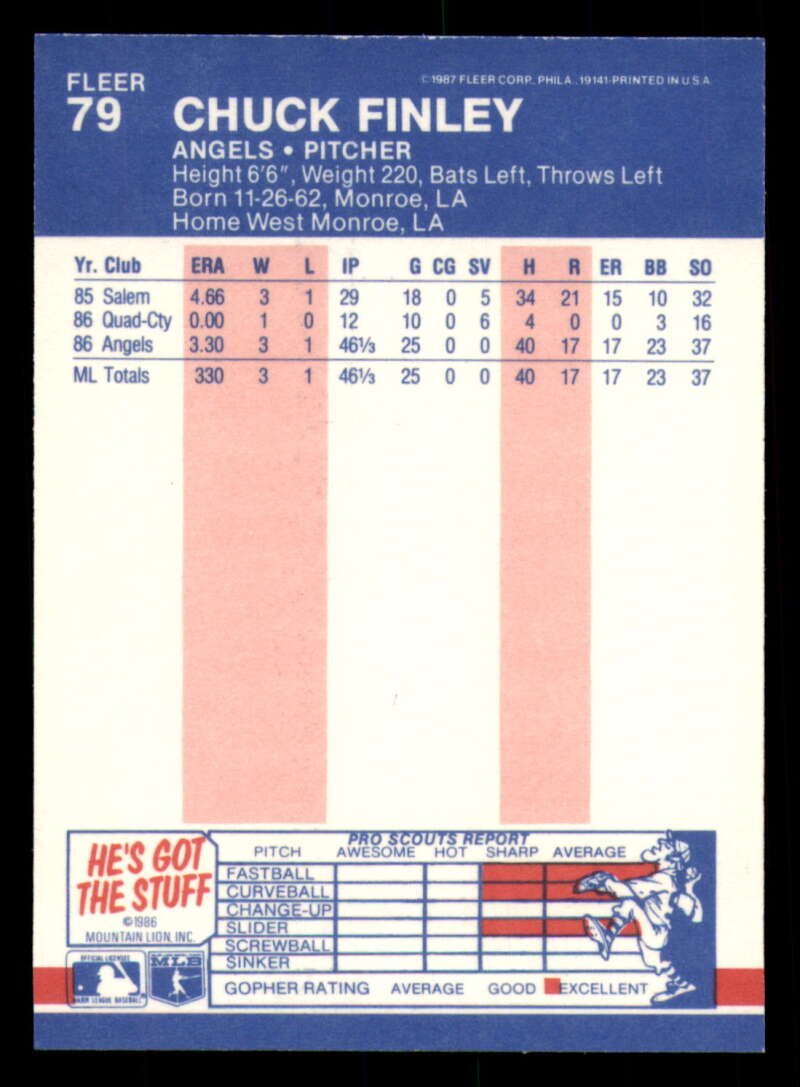 FLEER ©1987 FLEER CORP. PHILA., 19141-PRINTED IN U.S.A.
79 CHUCK FINLEY
ANGELS • PITCHER
Height 6'6", Weight 220, Bats Left, Throws Left
Born 11-26-62, Monroe, LA
Home West Monroe, LA
Yr. Club ERA W L IP G CG SV H R ER BB SO
85 Salem 4.66 3 1 29 18 0 5 34 21 15 10 32
86 Quad-Cty 0.00 1 0 12 10 0 6 4 0 0 3 16
86 Angels 3.30 3 1 46⅓ 25 0 0 40 17 17 23 37
ML Totals 330 3 1 46⅓ 25 0 0 40 17 17 23 37
HE'S GOT
THE STUFF
©1986
MOUNTAIN LION, INC.
OFFICIAL LICENSEE
MAJOR LEAGUE BASEBALL
MLB
PRO SCOUTS REPORT
PITCH AWESOME HOT SHARP AVERAGE
FASTBALL
CURVEBALL
CHANGE-UP
SLIDER
SCREWBALL
SINKER
GOPHER RATING AVERAGE GOOD EXCELLENT